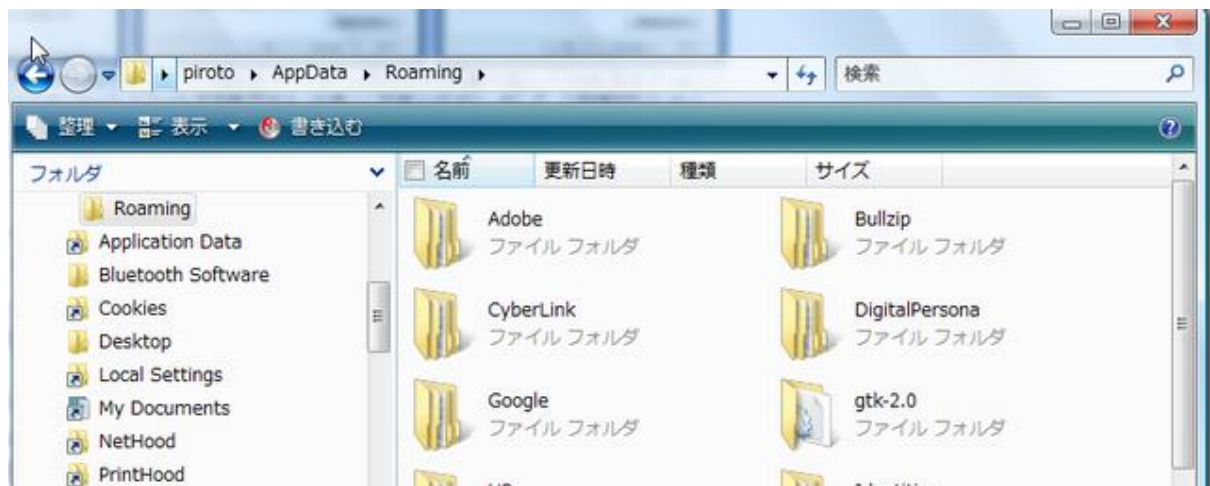 piroto AppData Roaming
検索
整理 表示 書き込む
フォルダ
名前 更新日時 種類 サイズ
Roaming
Application Data
Bluetooth Software
Cookies
Desktop
Local Settings
My Documents
NetHood
PrintHood
Adobe
ファイル フォルダ
Bullzip
ファイル フォルダ
CyberLink
ファイル フォルダ
DigitalPersona
ファイル フォルダ
Google
ファイル フォルダ
gtk-2.0
ファイル フォルダ